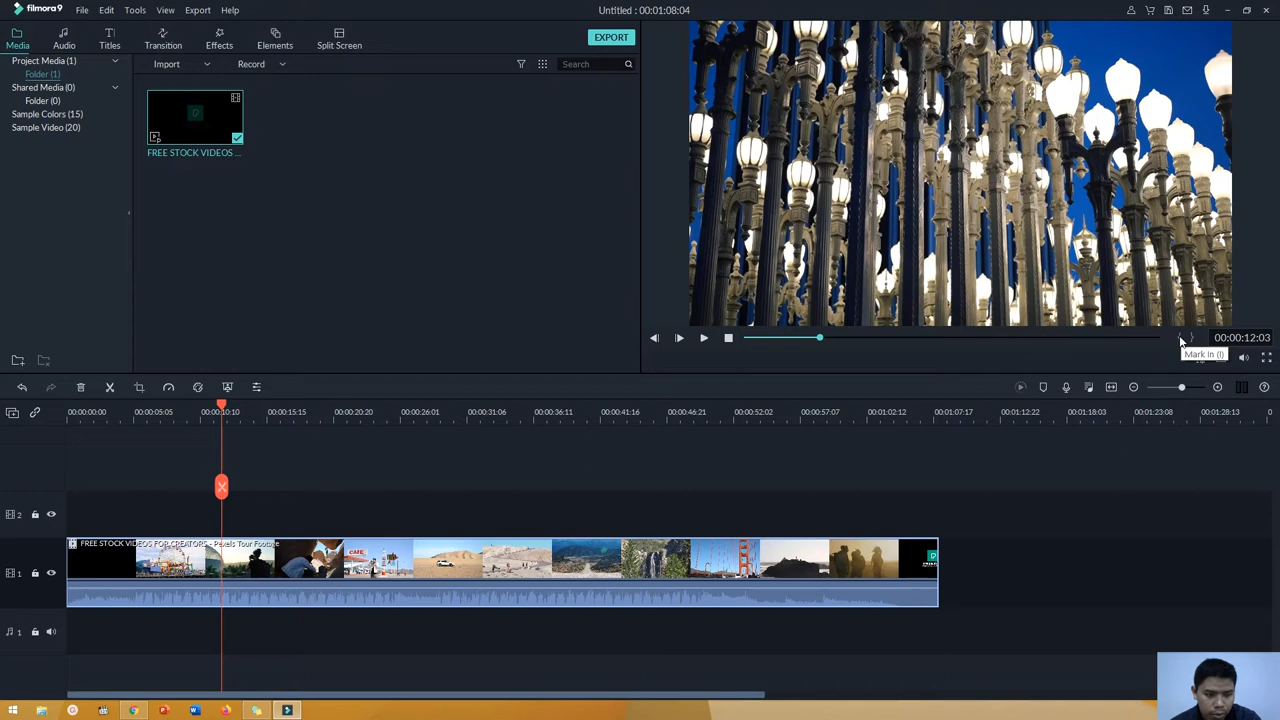 filmora9 File Edit Tools View Export Help Untitled : 00:01:08:04
Media Audio Titles Transition Effects Elements Split Screen EXPORT
Project Media (1)
Folder (1)
Shared Media (0)
Folder (0)
Sample Colors (15)
Sample Video (20)
Import Record Search
FREE STOCK VIDEOS ...
00:00:12:03
Mark In (I)
00:00:00:00 00:00:05:05 00:00:10:10 00:00:15:15 00:00:20:20 00:00:26:01 00:00:31:06 00:00:36:11 00:00:41:16 00:00:46:21 00:00:52:02 00:00:57:07 00:01:02:12 00:01:07:17 00:01:12:22 00:01:18:03 00:01:23:08 00:01:28:13 0
2
FREE STOCK VIDEOS FOR CREATORS - Pexels Tour Footage
CAFE
1
1